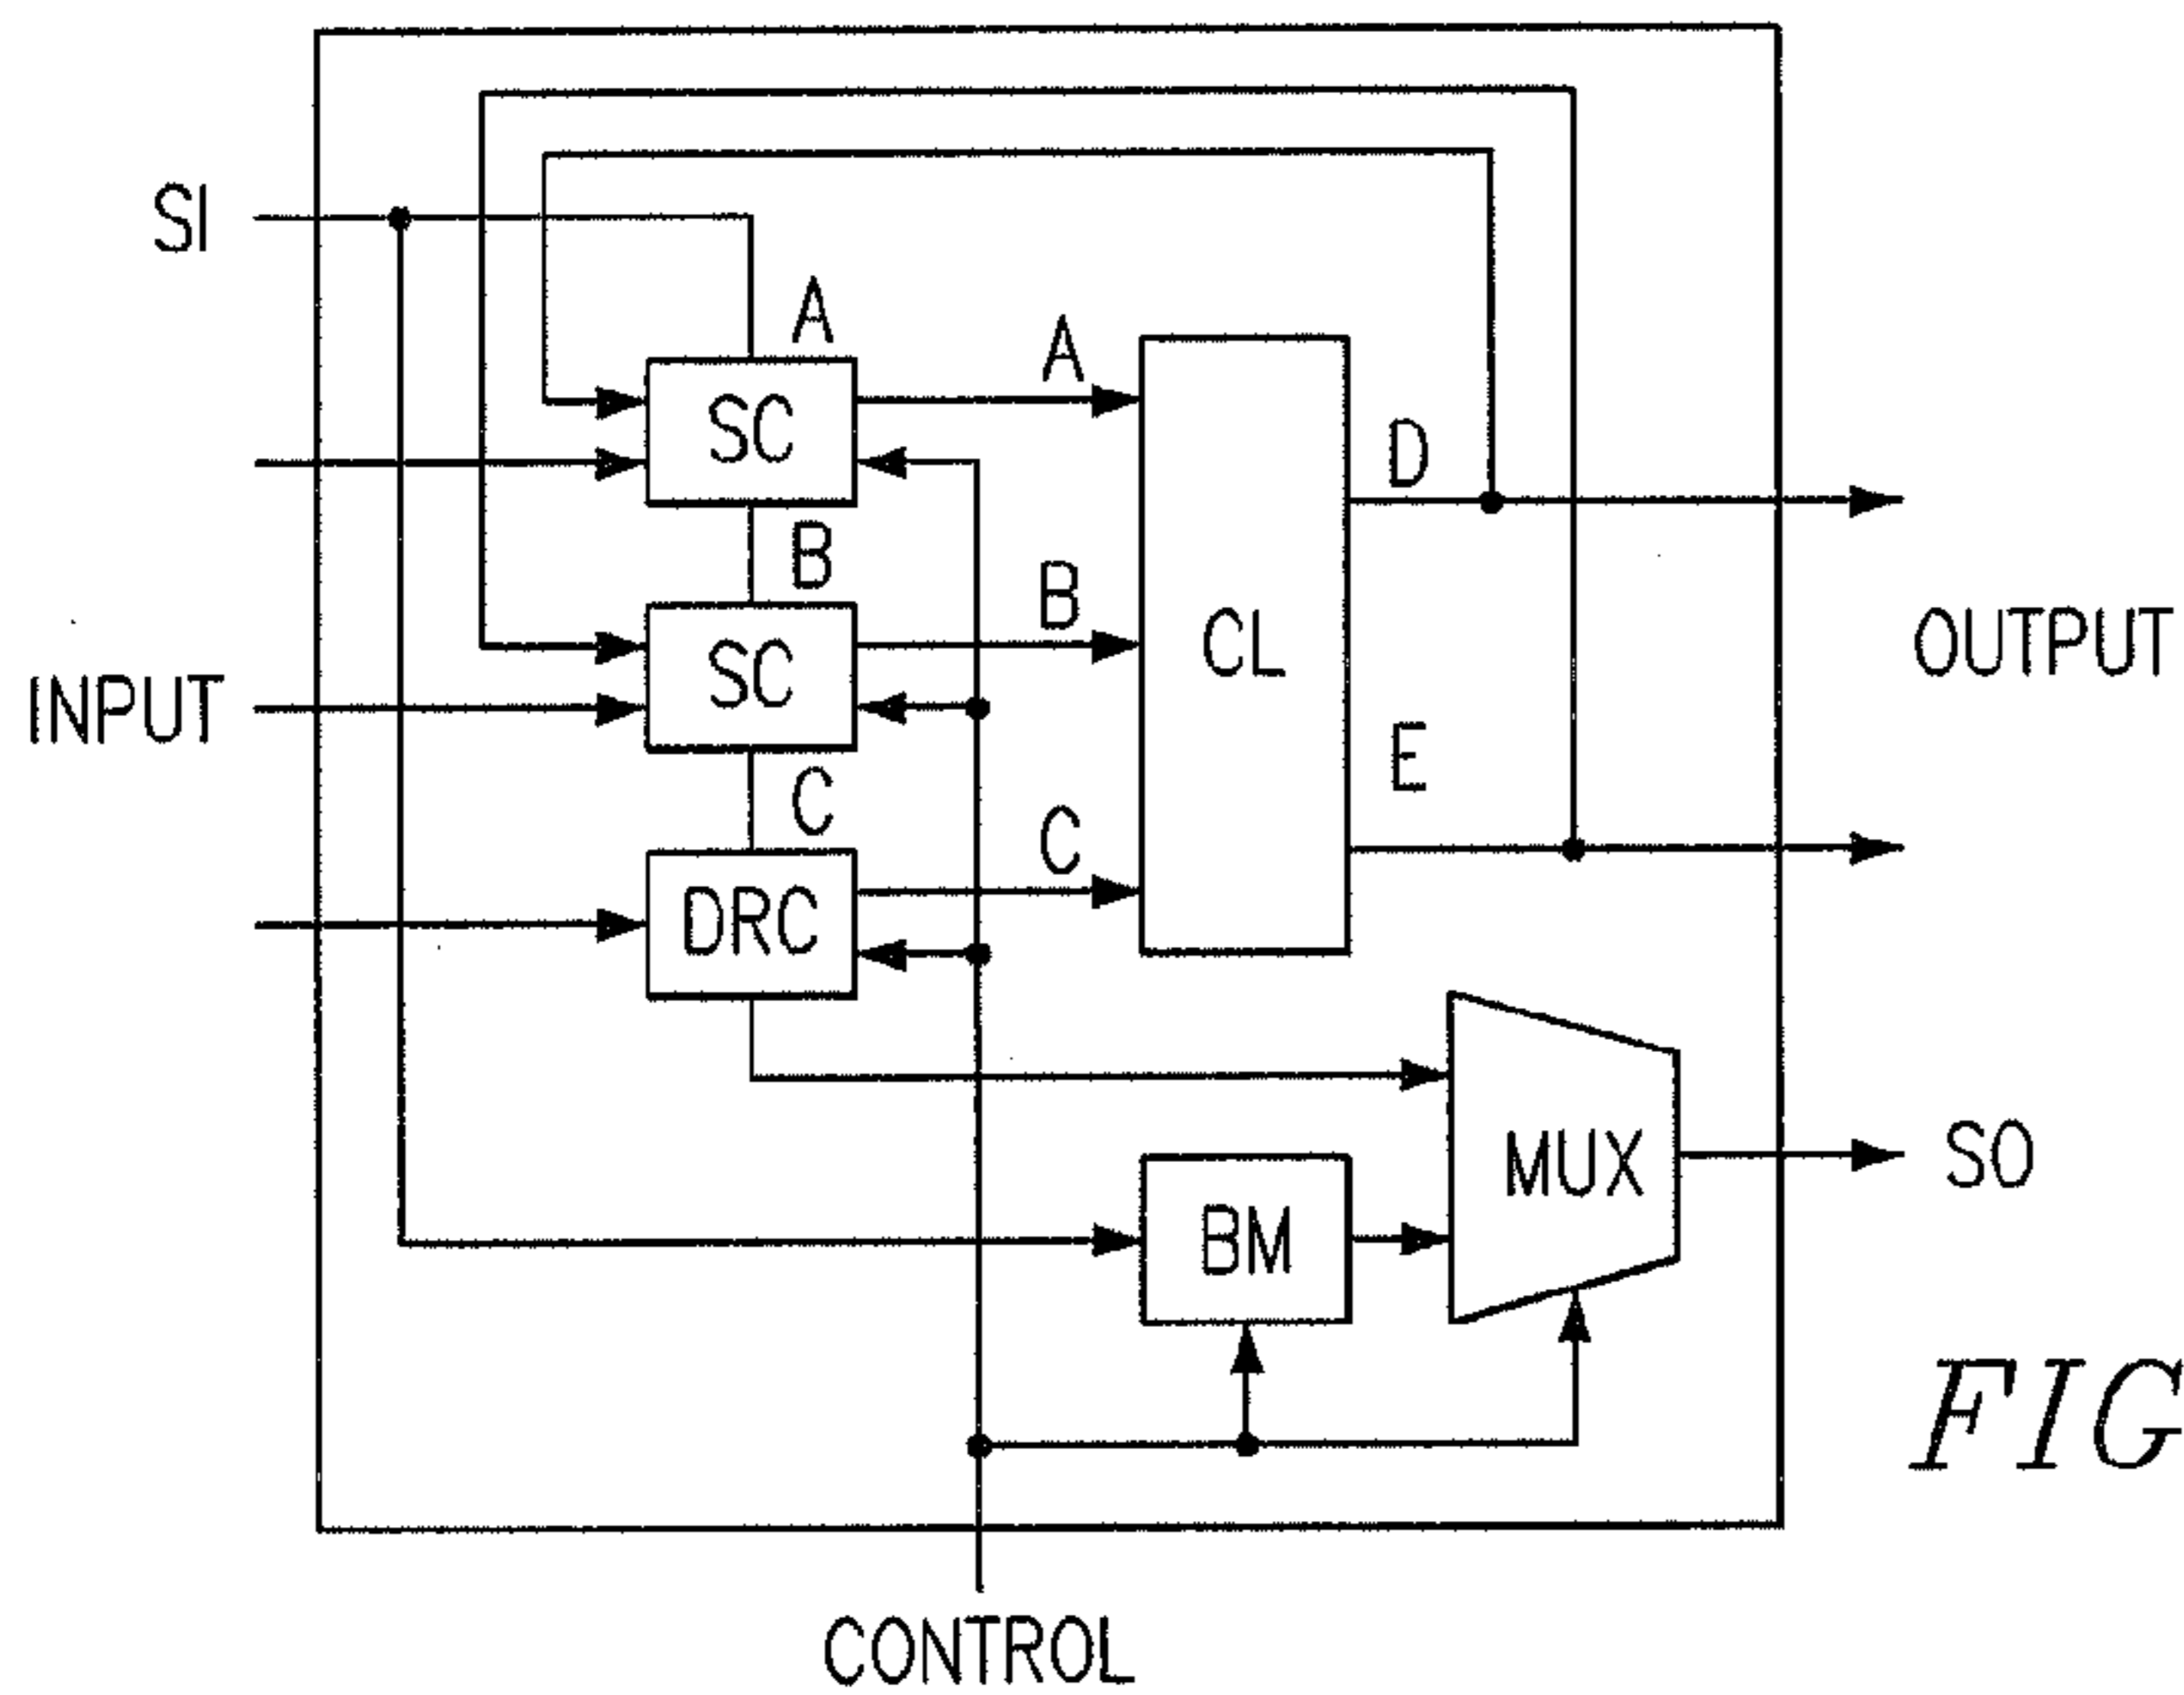 SI
A
A
SC
D
B
B
SC
CL
OUTPUT
INPUT
E
C
C
DRC
MUX
SO
BM
FIG
CONTROL